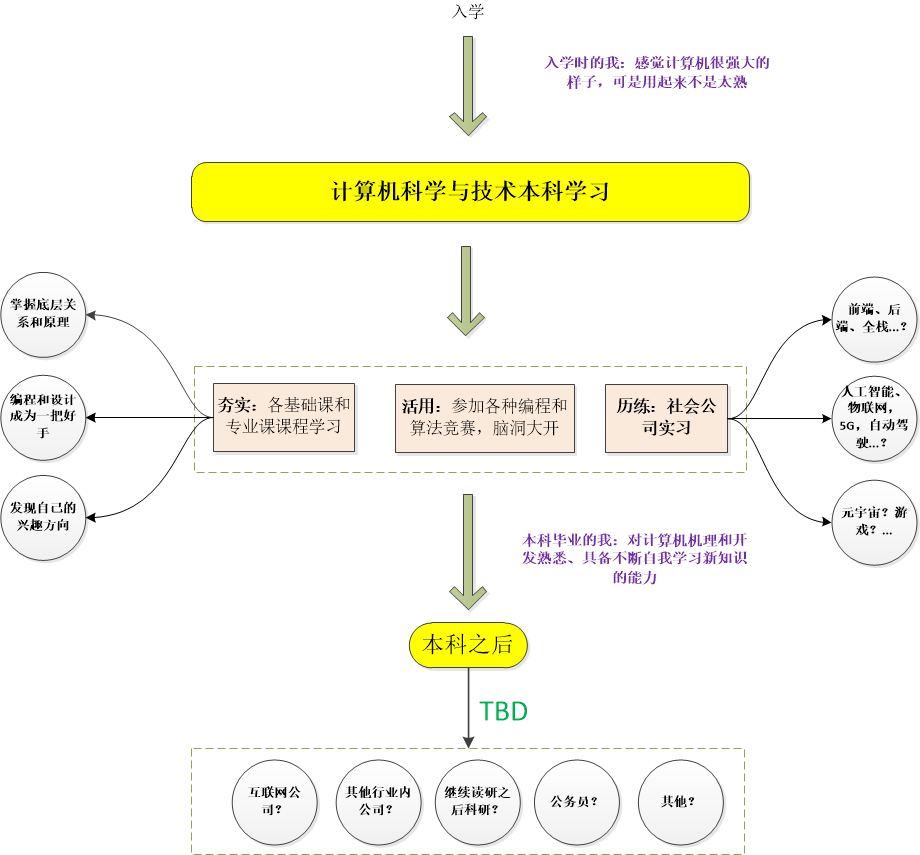 入学
入学时的我：感觉计算机很强大的
样子，可是用起来不是太熟
计算机科学与技术本科学习
掌握底层关
系和原理
编程和设计
成为一把好
手
发现自己的
兴趣方向
夯实：各基础课和
专业课课程学习
活用：参加各种编程和
算法竞赛，脑洞大开
历练：社会公
司实习
前端、后
端、全栈...？
人工智能、
物联网，
5G，自动驾
驶...？
元宇宙？游
戏？...
本科毕业的我：对计算机机理和开
发熟悉、具备不断自我学习新知识
的能力
本科之后
TBD
互联网公
司？
其他行业内
公司？
继续读研之
后科研？
公务员？
其他？